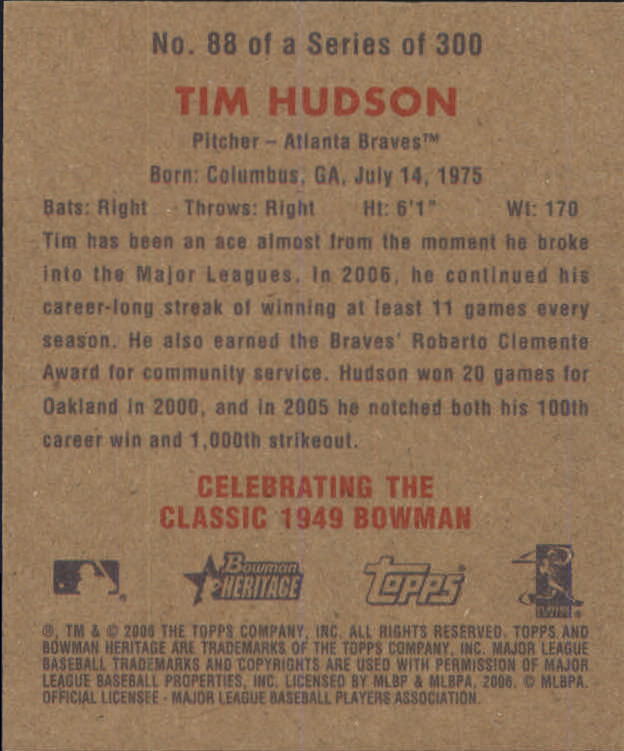 No. 88 of a Series of 300
TIM HUDSON
Pitcher – Atlanta Braves™
Born: Columbus, GA, July 14, 1975
Bats: Right Throws: Right Ht: 6'1" Wt: 170
Tim has been an ace almost from the moment he broke
into the Major Leagues. In 2006, he continued his
career-long streak of winning at least 11 games every
season. He also earned the Braves' Roberto Clemente
Award for community service. Hudson won 20 games for
Oakland in 2000, and in 2005 he notched both his 100th
career win and 1,000th strikeout.
CELEBRATING THE
CLASSIC 1949 BOWMAN
Bowman
HERITAGE
topps
®, TM & © 2006 THE TOPPS COMPANY, INC. ALL RIGHTS RESERVED. TOPPS AND
BOWMAN HERITAGE ARE TRADEMARKS OF THE TOPPS COMPANY, INC. MAJOR LEAGUE
BASEBALL TRADEMARKS AND COPYRIGHTS ARE USED WITH PERMISSION OF MAJOR
LEAGUE BASEBALL PROPERTIES, INC. LICENSED BY MLBP & MLBPA, 2006. © MLBPA.
OFFICIAL LICENSEE - MAJOR LEAGUE BASEBALL PLAYERS ASSOCIATION.